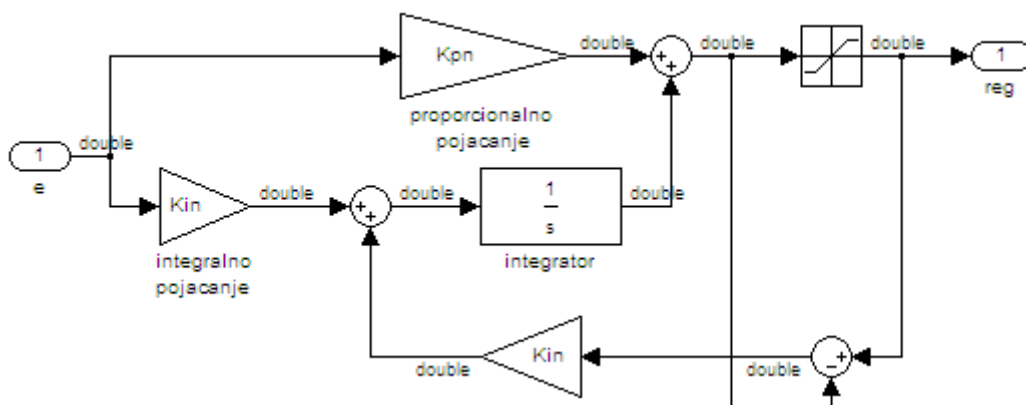 double
Kpn
double
+
+
double
double
1
reg
proporcionalno
pojacanje
1
double
e
Kin
double
+
+
double
1
s
double
integralno
pojacanje
integrator
Kin
double
double
+
−